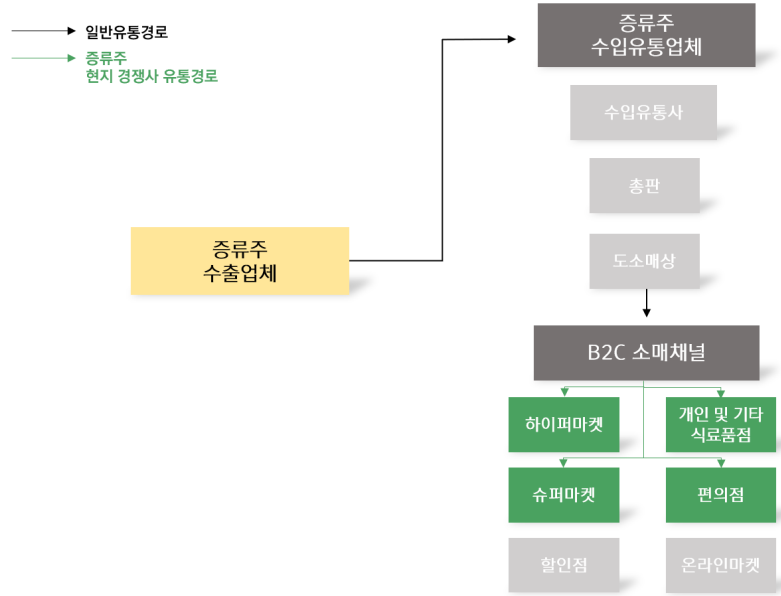 일반유통경로
증류주
현지 경쟁사 유통경로
증류주
수입유통업체
수입유통사
총판
증류주
수출업체
도소매상
B2C 소매채널
하이퍼마켓
개인 및 기타
식료품점
슈퍼마켓
편의점
할인점
온라인마켓